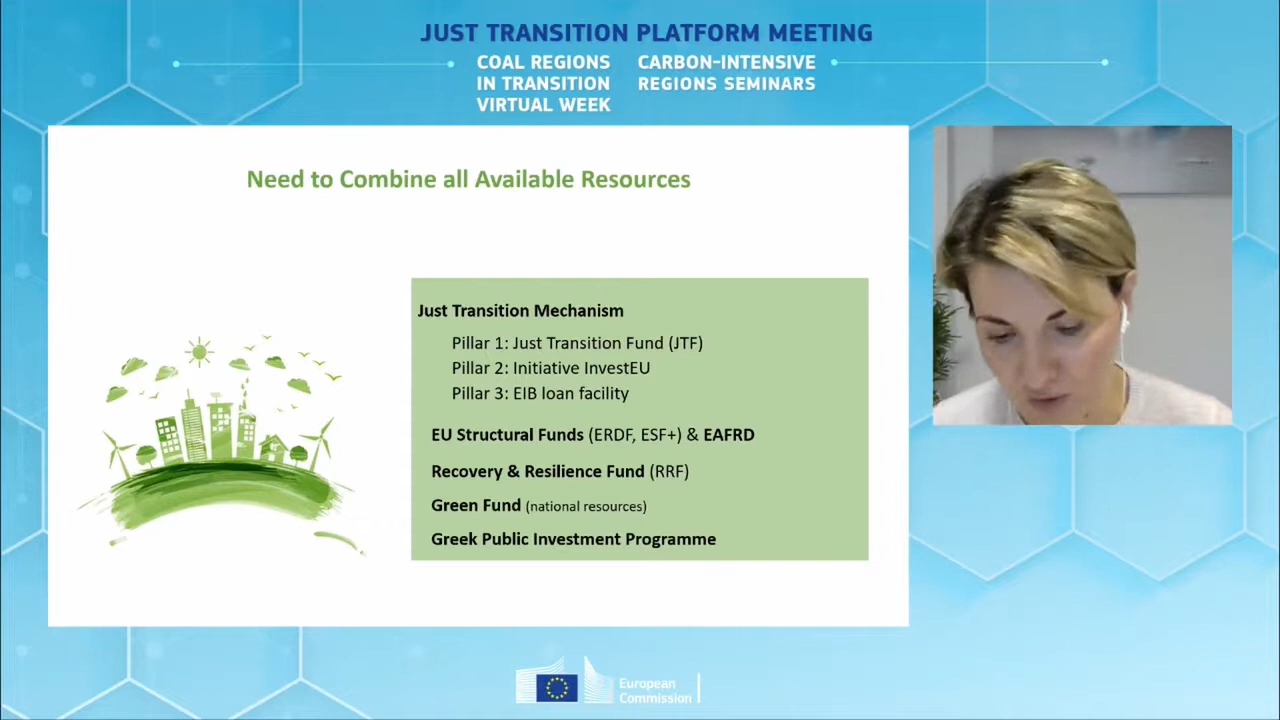 JUST TRANSITION PLATFORM MEETING
COAL REGIONS
IN TRANSITION
VIRTUAL WEEK
CARBON-INTENSIVE
REGIONS SEMINARS
Need to Combine all Available Resources
Just Transition Mechanism
Pillar 1: Just Transition Fund (JTF)
Pillar 2: Initiative InvestEU
Pillar 3: EIB loan facility
EU Structural Funds (ERDF, ESF+) & EAFRD
Recovery & Resilience Fund (RRF)
Green Fund (national resources)
Greek Public Investment Programme
European
Commission